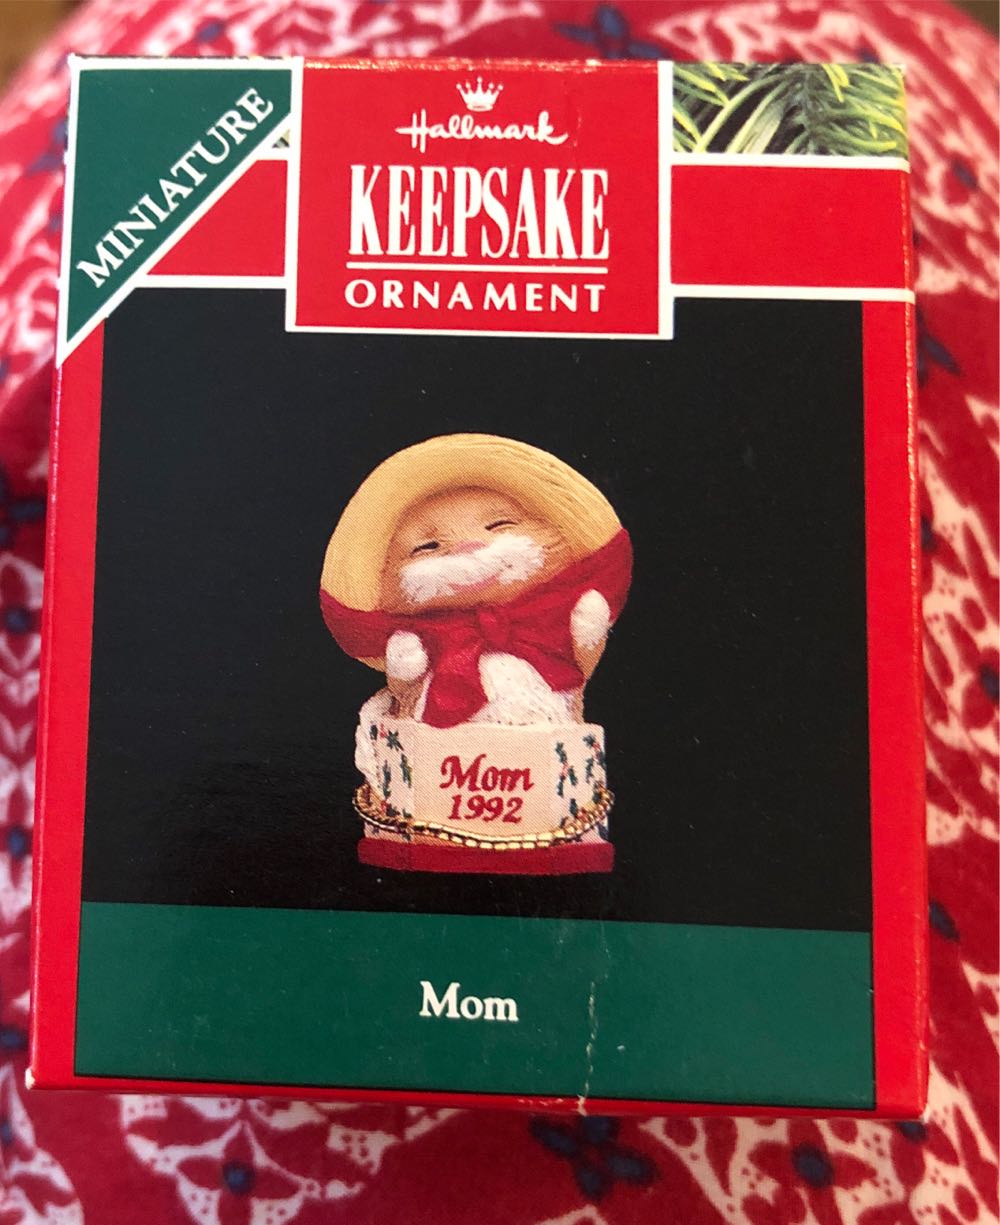 MINIATURE
Hallmark
KEEPSAKE
ORNAMENT
Mom
1992
Mom